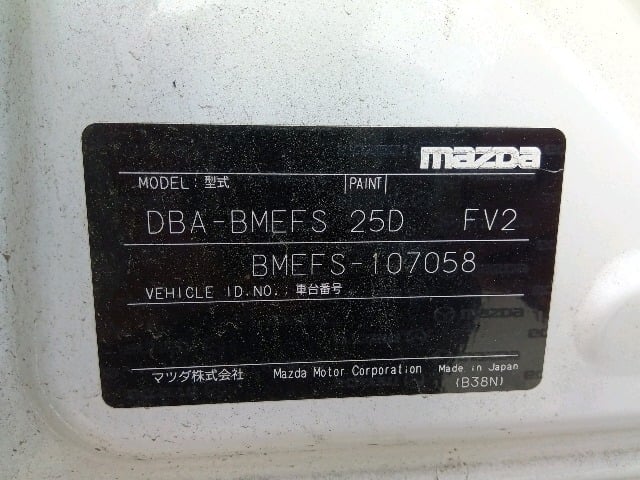 mazda
MODEL: 型式 PAINT
DBA-BMEFS 25D FV2
BMEFS-107058
VEHICLE ID.NO.: 車台番号
マツダ株式会社 Mazda Motor Corporation Made in Japan
(B38N)